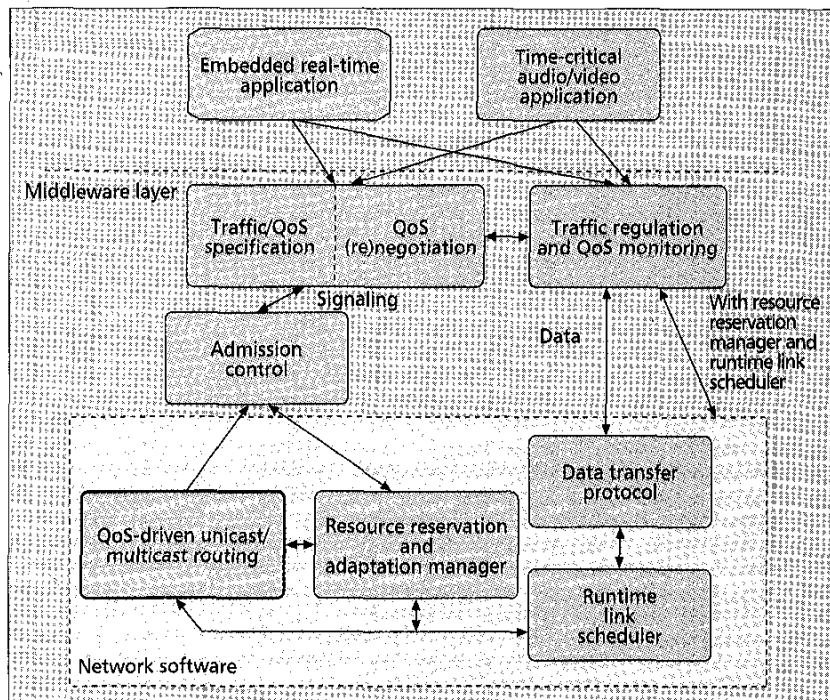 Embedded real-time
application
Time-critical
audio/video
application
Middleware layer
Traffic/QoS
specification
QoS
(re)negotiation
Traffic regulation
and QoS monitoring
Signaling
With resource
reservation
manager and
runtime link
scheduler
Data
Admission
control
Data transfer
protocol
QoS-driven unicast/
multicast routing
Resource reservation
and
adaptation manager
Runtime
link
scheduler
Network software